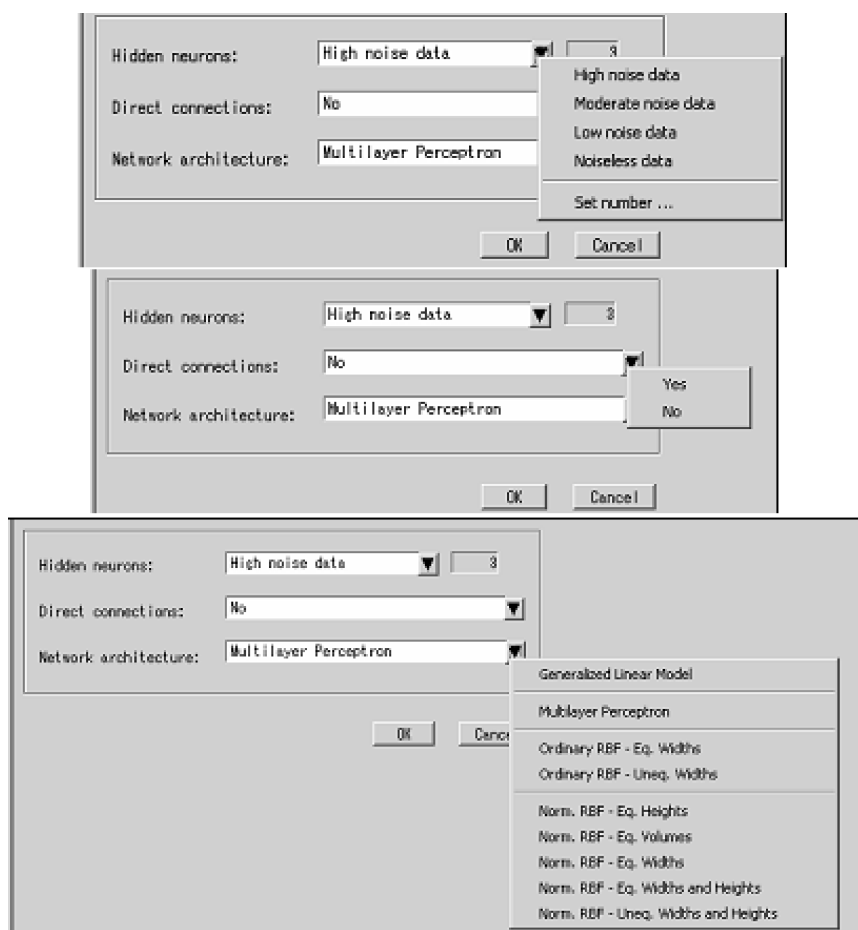 Hidden neurons: High noise data 3
High noise data
Moderate noise data
Low noise data
Noiseless data
Set number ...
Direct connections: No
Network architecture: Multilayer Perceptron
OK Cancel
Hidden neurons: High noise data 3
Direct connections: No
Yes
No
Network architecture: Multilayer Perceptron
OK Cancel
Hidden neurons: High noise data 3
Direct connections: No
Network architecture: Multilayer Perceptron
Generalized Linear Model
Multilayer Perceptron
Ordinary RBF - Eq. Widths
Ordinary RBF - Uneq. Widths
Norm. RBF - Eq. Heights
Norm. RBF - Eq. Volumes
Norm. RBF - Eq. Widths
Norm. RBF - Eq. Widths and Heights
Norm. RBF - Uneq. Widths and Heights
OK Cance